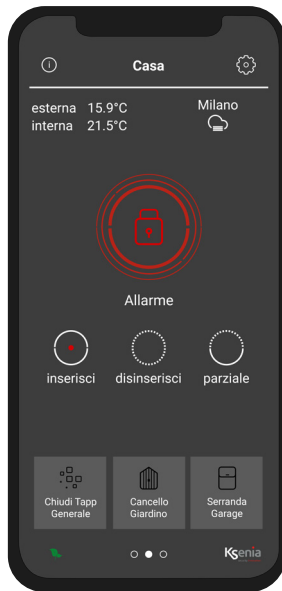 Casa
esterna 15.9°C
interna 21.5°C
Milano
Allarme
inserisci disinserisci parziale
Chiudi Tapp
Generale
Cancello
Giardino
Serranda
Garage
Ksenia